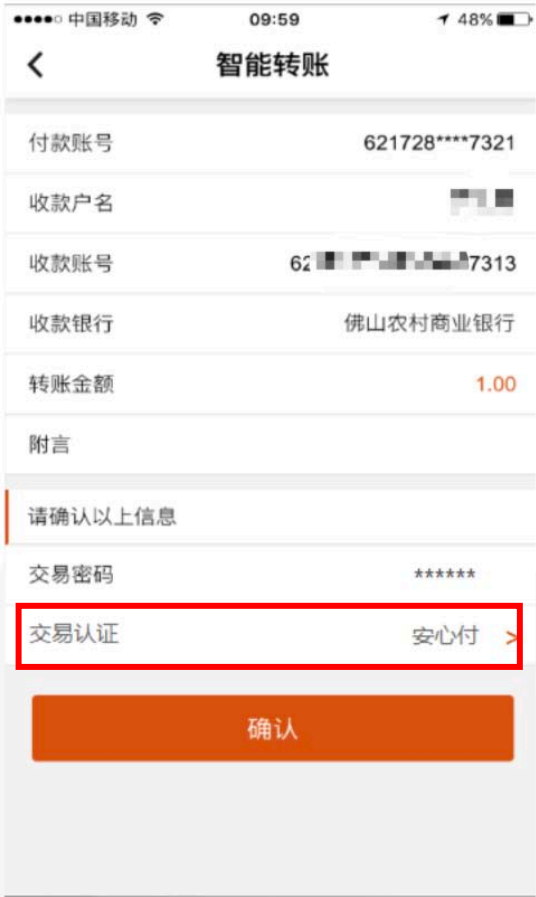 中国移动 09:59 48%
智能转账
付款账号 621728****7321
收款户名
收款账号 62 7313
收款银行 佛山农村商业银行
转账金额 1.00
附言
请确认以上信息
交易密码 ******
交易认证 安心付 >
确认